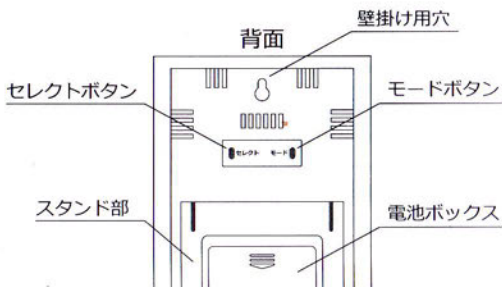 壁掛け用穴
背面
セレクトボタン
モードボタン
セレクト モード
スタンド部
電池ボックス